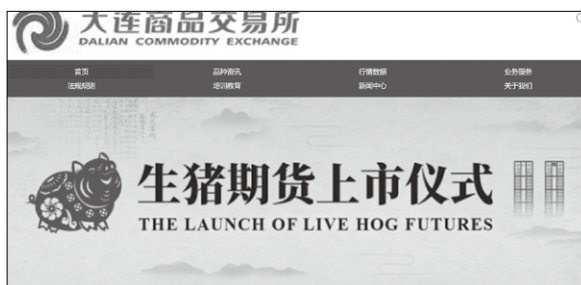 大连商品交易所
DALIAN COMMODITY EXCHANGE
首页 品种资讯 行情数据 业务服务
法规规则 培训教育 新闻中心 关于我们
生猪期货上市仪式
THE LAUNCH OF LIVE HOG FUTURES